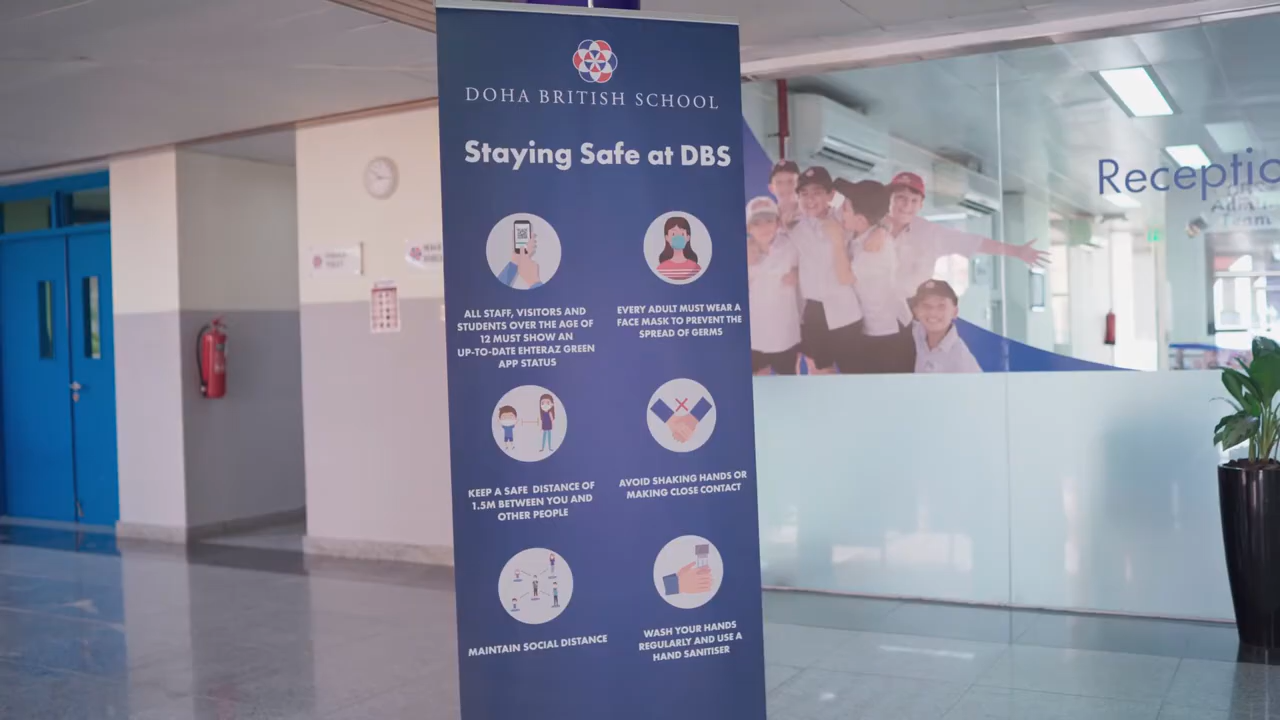 DOHA BRITISH SCHOOL
Staying Safe at DBS
ALL STAFF, VISITORS AND
STUDENTS OVER THE AGE OF
12 MUST SHOW AN
UP-TO-DATE EHTERAZ GREEN
APP STATUS
EVERY ADULT MUST WEAR A
FACE MASK TO PREVENT THE
SPREAD OF GERMS
KEEP A SAFE DISTANCE OF
1.5M BETWEEN YOU AND
OTHER PEOPLE
AVOID SHAKING HANDS OR
MAKING CLOSE CONTACT
MAINTAIN SOCIAL DISTANCE
WASH YOUR HANDS
REGULARLY AND USE A
HAND SANITISER
Receptio
Team